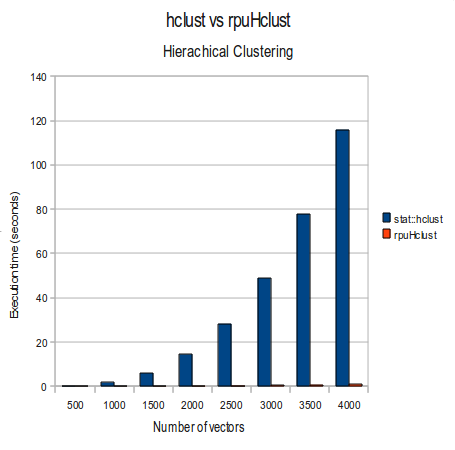 hclust vs rpuHclust
Hierachical Clustering
140
120
100
80
60
40
20
0
Execution time (seconds)
stat::hclust
rpuHclust
500 1000 1500 2000 2500 3000 3500 4000
Number of vectors